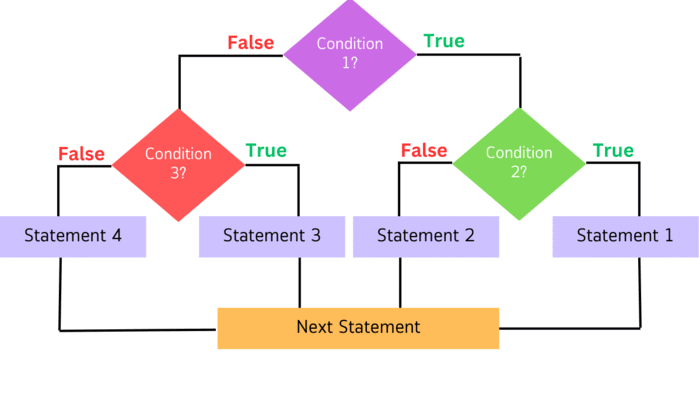 False
Condition
1?
True
False
Condition
3?
True
False
Condition
2?
True
Statement 4
Statement 3
Statement 2
Statement 1
Next Statement